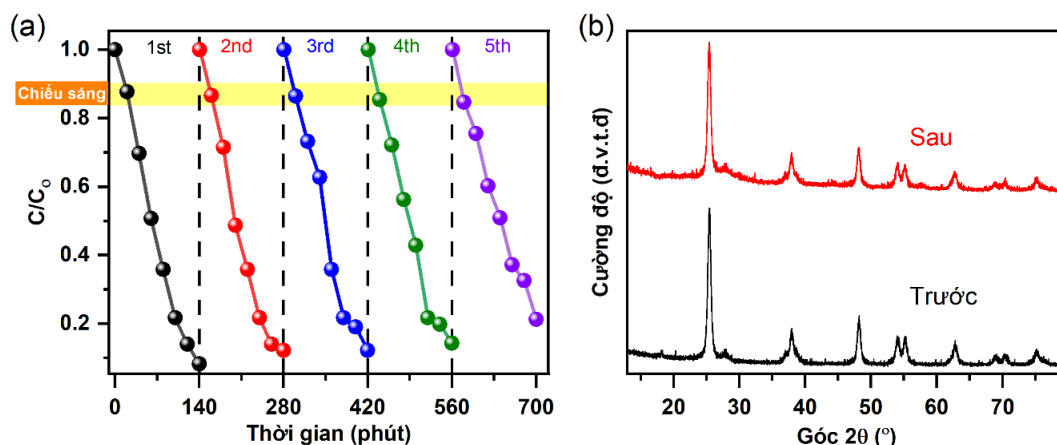 (a)
1st 2nd 3rd 4th 5th
Chiếu sáng
C/C₀
1.0
0.8
0.6
0.4
0.2
0 140 280 420 560 700
Thời gian (phút)
(b)
Sau
Trước
Cường độ (đ.v.t.đ)
20 30 40 50 60 70
Góc 2θ (°)